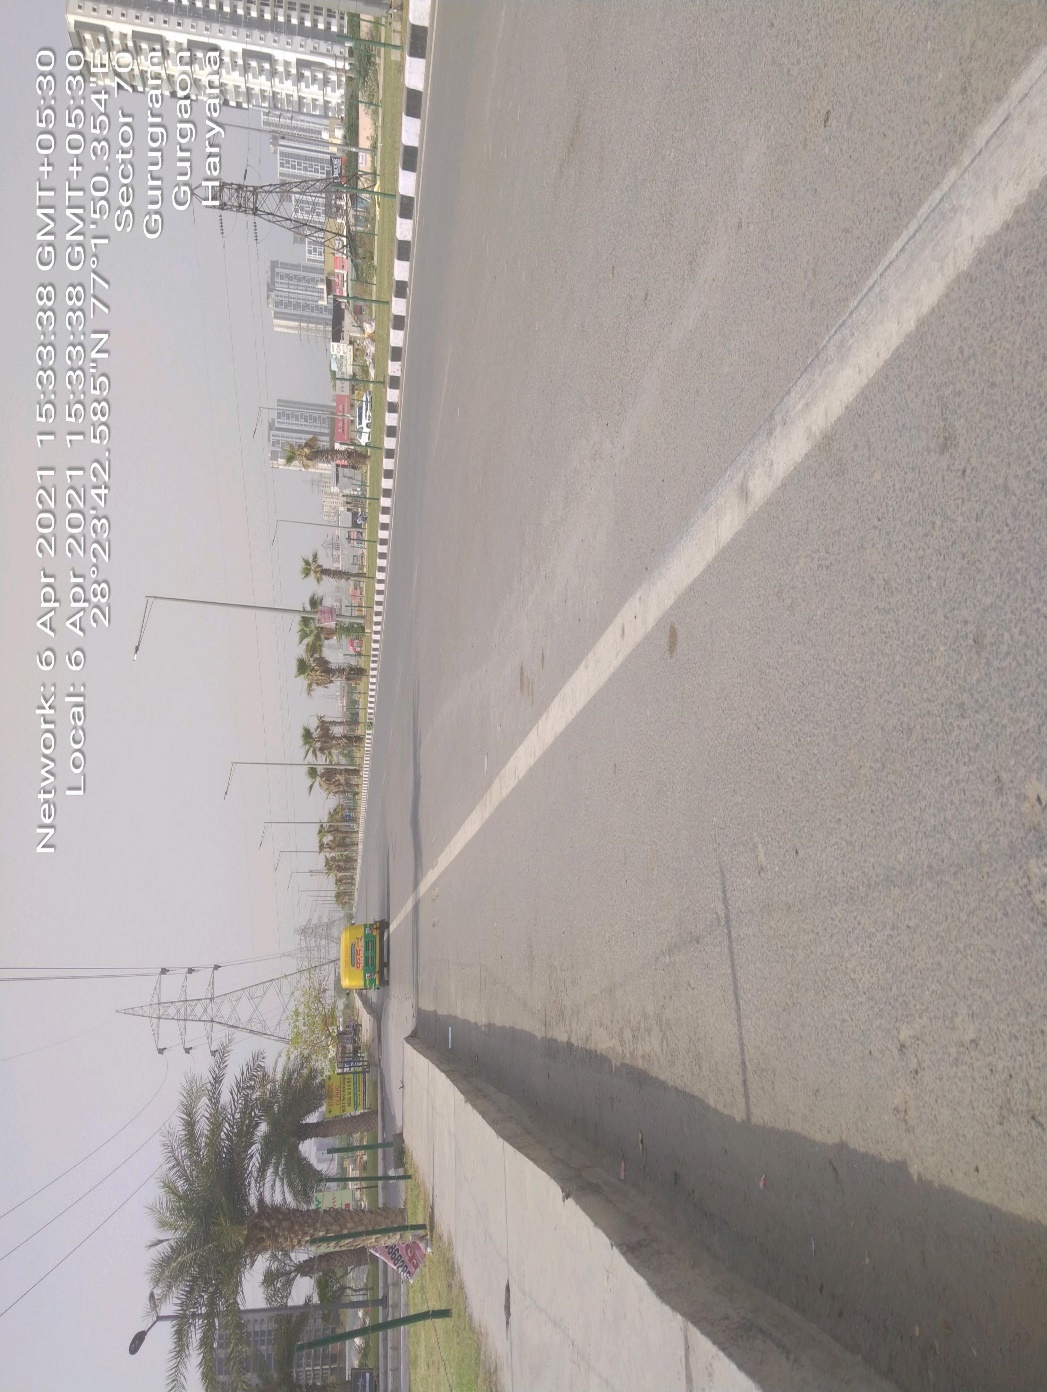 Network: 6 Apr 2021 15:33:38 GMT+05:30
Local: 6 Apr 2021 15:33:38 GMT+05:30
28°23'42.585"N 77°1'50.354"E
Sector 70
Gurugram
Gurgaon
Haryana